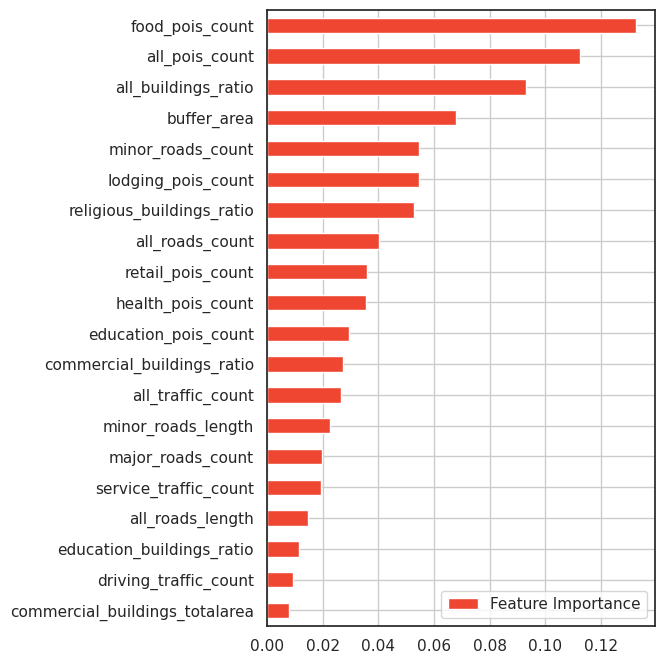 food_pois_count
all_pois_count
all_buildings_ratio
buffer_area
minor_roads_count
lodging_pois_count
religious_buildings_ratio
all_roads_count
retail_pois_count
health_pois_count
education_pois_count
commercial_buildings_ratio
all_traffic_count
minor_roads_length
major_roads_count
service_traffic_count
all_roads_length
education_buildings_ratio
driving_traffic_count
commercial_buildings_totalarea
Feature Importance
0.00 0.02 0.04 0.06 0.08 0.10 0.12